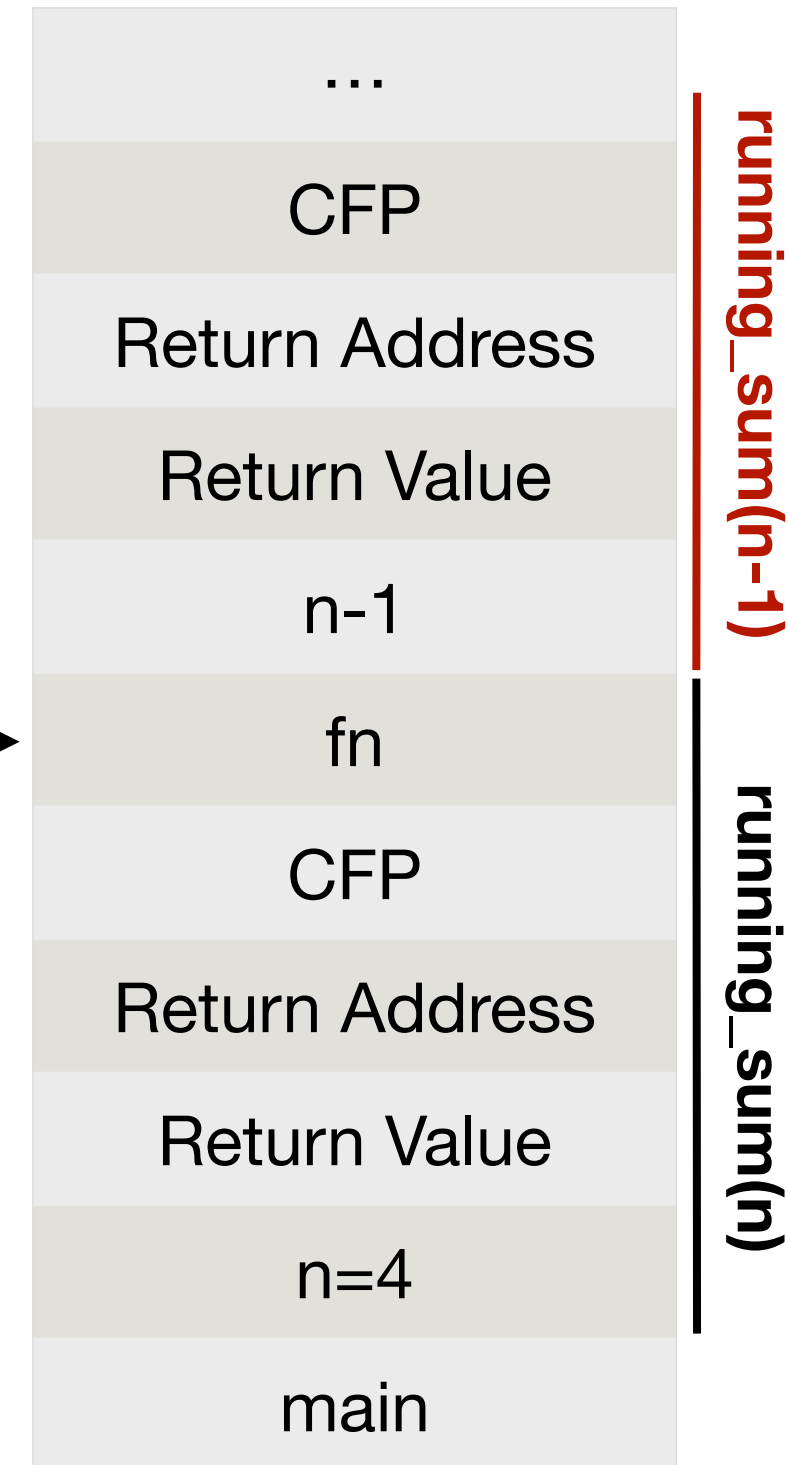 ...
CFP
Return Address
Return Value
n-1
fn
CFP
Return Address
Return Value
n=4
main
running_sum(n-1)
running_sum(n)